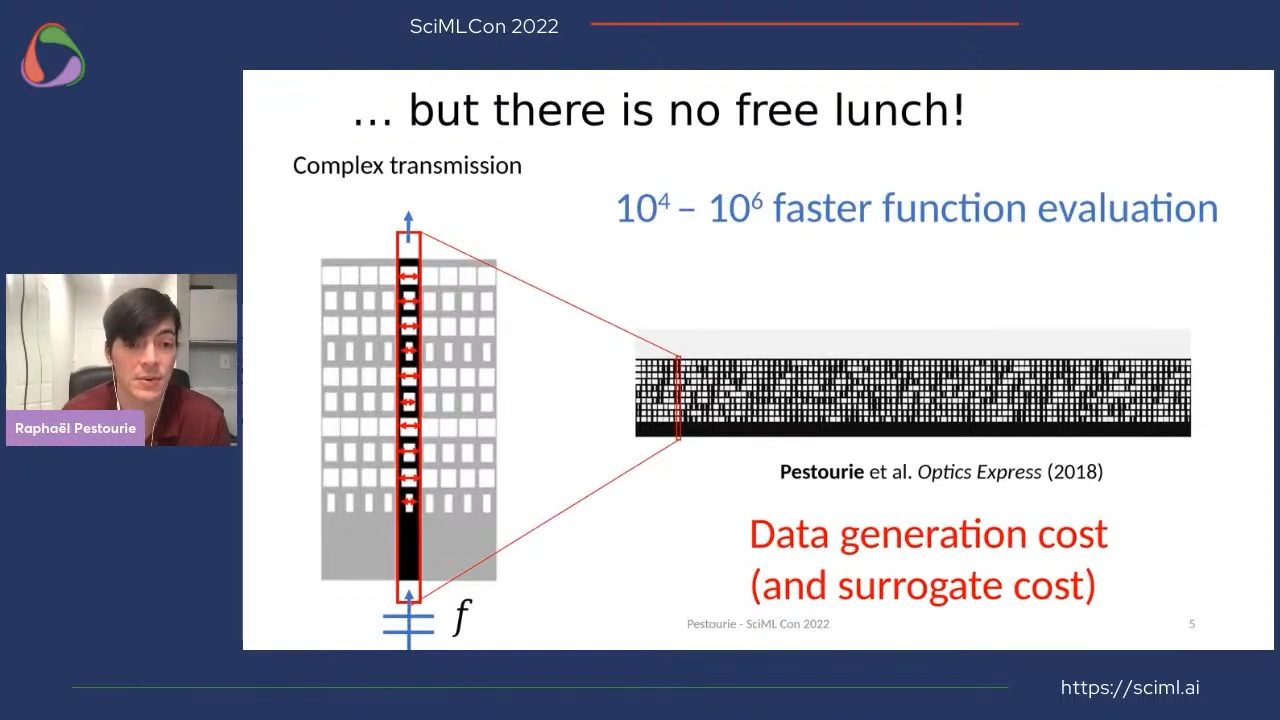 SciMLCon 2022
... but there is no free lunch!
Complex transmission
10⁴ – 10⁶ faster function evaluation
Raphaël Pestourie
Pestourie et al. Optics Express (2018)
Data generation cost
(and surrogate cost)
f
Pestourie - SciML Con 2022
5
https://sciml.ai